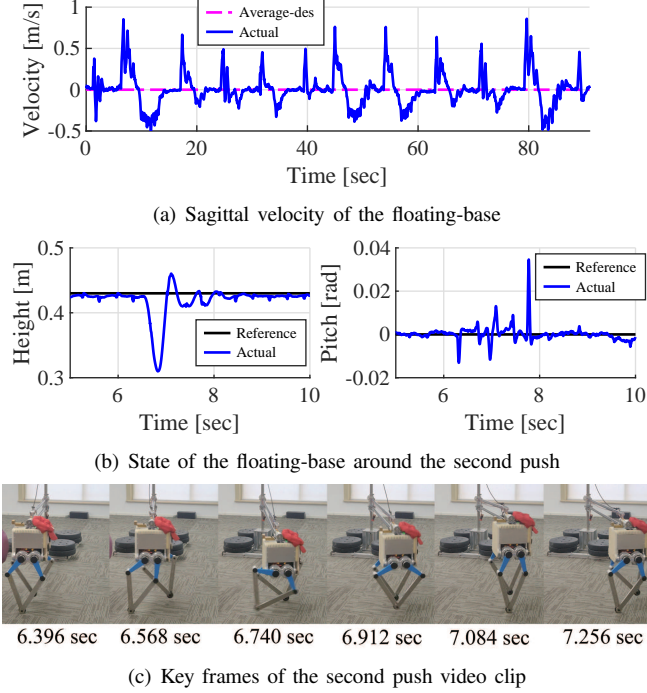 Average-des
Actual
1
0.5
0
-0.5
Velocity [m/s]
0 20 40 60 80
Time [sec]
(a) Sagittal velocity of the floating-base
0.5
0.4
0.3
Height [m]
Reference
Actual
6 8 10
Time [sec]
0.04
0.02
0
-0.02
Pitch [rad]
Reference
Actual
6 8 10
Time [sec]
(b) State of the floating-base around the second push
6.396 sec 6.568 sec 6.740 sec 6.912 sec 7.084 sec 7.256 sec
(c) Key frames of the second push video clip